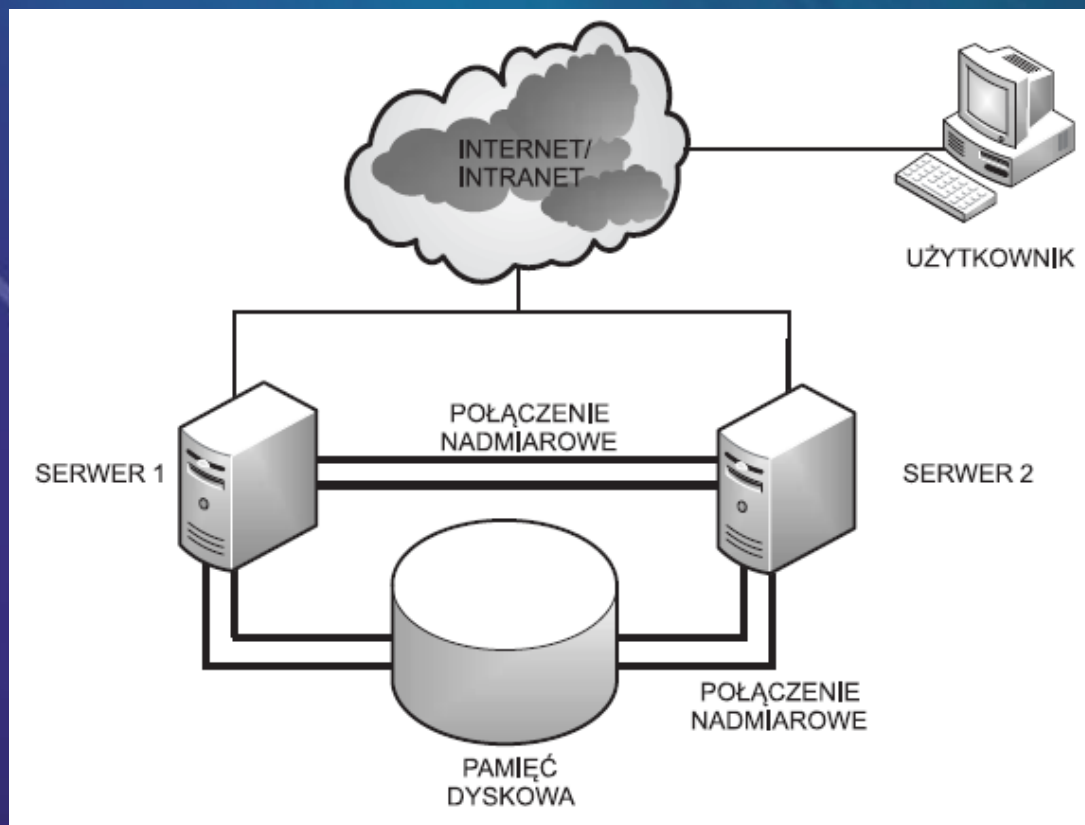 INTERNET/
INTRANET
UŻYTKOWNIK
POŁĄCZENIE
NADMIAROWE
SERWER 1
SERWER 2
POŁĄCZENIE
NADMIAROWE
PAMIĘĆ
DYSKOWA